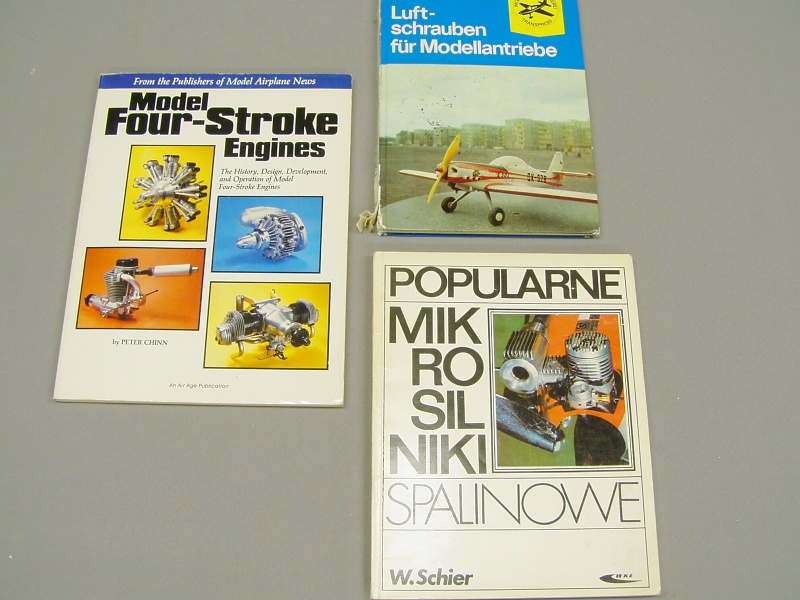 From the Publishers of Model Airplane News
Model
Four-Stroke
Engines
The History, Design, Development,
and Operation of Model
Four-Stroke Engines
by PETER CHINN
An Air Age Publication
Luft-
schrauben
für Modellantriebe
TRANSPRESS
POPULARNE
MIK
RO
SIL
NIKI
SPALINOWE
W.Schier
WKŁ